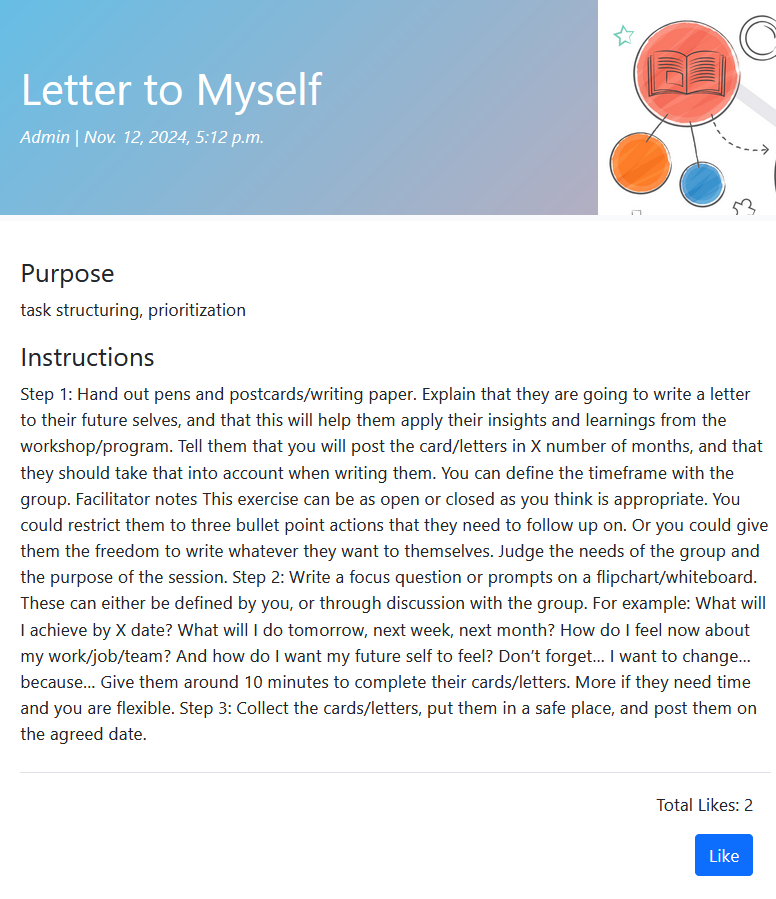 Letter to Myself
Admin | Nov. 12, 2024, 5:12 p.m.
Purpose
task structuring, prioritization
Instructions
Step 1: Hand out pens and postcards/writing paper. Explain that they are going to write a letter
to their future selves, and that this will help them apply their insights and learnings from the
workshop/program. Tell them that you will post the card/letters in X number of months, and that
they should take that into account when writing them. You can define the timeframe with the
group. Facilitator notes This exercise can be as open or closed as you think is appropriate. You
could restrict them to three bullet point actions that they need to follow up on. Or you could give
them the freedom to write whatever they want to themselves. Judge the needs of the group and
the purpose of the session. Step 2: Write a focus question or prompts on a flipchart/whiteboard.
These can either be defined by you, or through discussion with the group. For example: What will
I achieve by X date? What will I do tomorrow, next week, next month? How do I feel now about
my work/job/team? And how do I want my future self to feel? Don’t forget… I want to change…
because… Give them around 10 minutes to complete their cards/letters. More if they need time
and you are flexible. Step 3: Collect the cards/letters, put them in a safe place, and post them on
the agreed date.
Total Likes: 2
Like